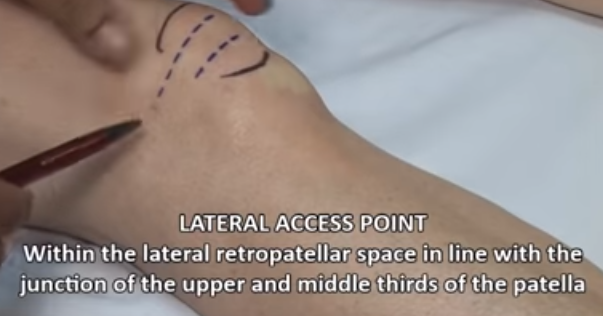 LATERAL ACCESS POINT
Within the lateral retropatellar space in line with the
junction of the upper and middle thirds of the patella